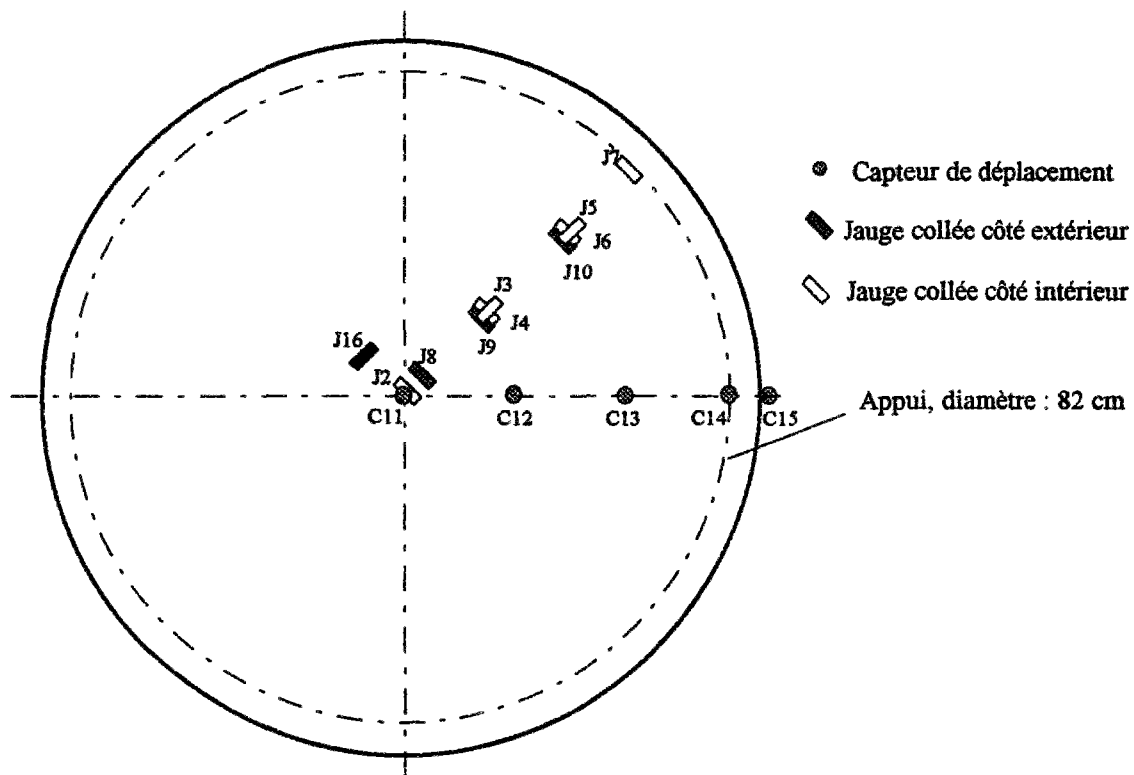 J7
J5
J6
J10
J3
J4
J9
J16
J8
J2
C11
C12
C13
C14
C15
Capteur de déplacement
Jauge collée côté extérieur
Jauge collée côté intérieur
Appui, diamètre : 82 cm